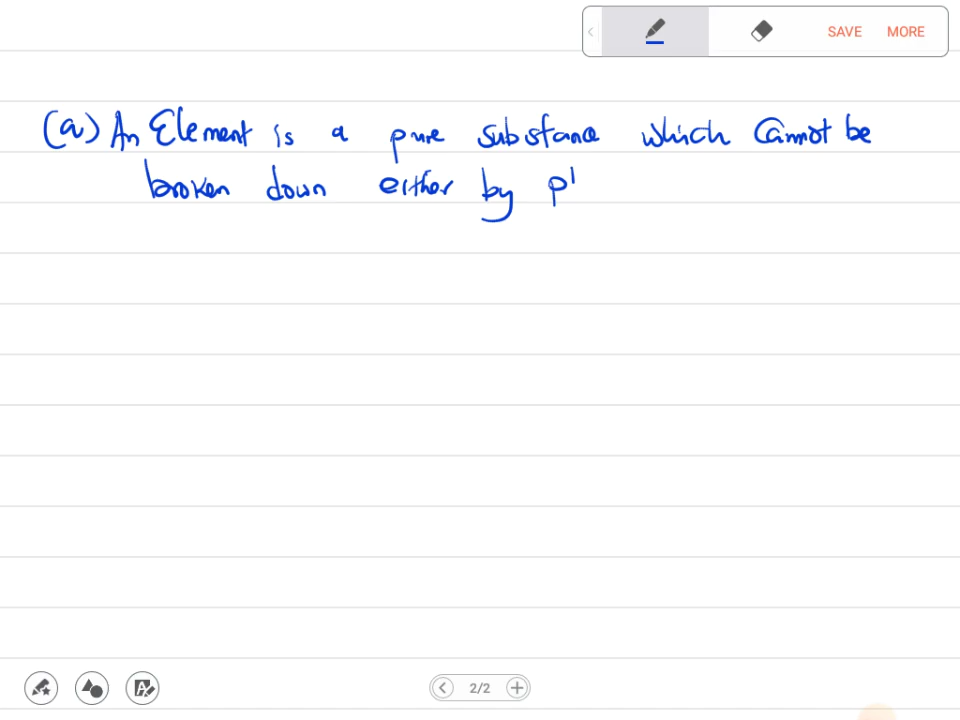 SAVE MORE
(a) An Element is a pure substance which cannot be
broken down either by p
2/2